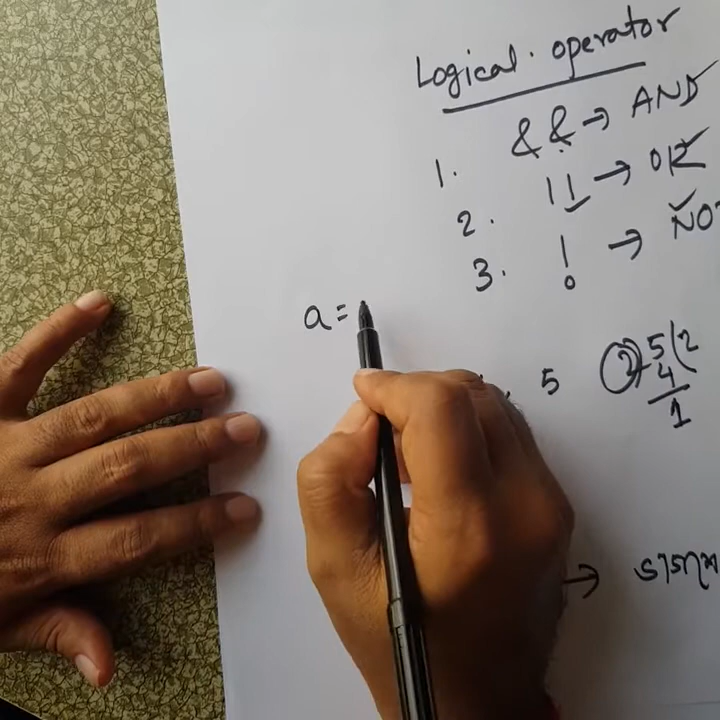 Logical operator
1. && → AND
2. || → OR
3. ! → NOT
a =
5 2) 5 (2
4
1
→